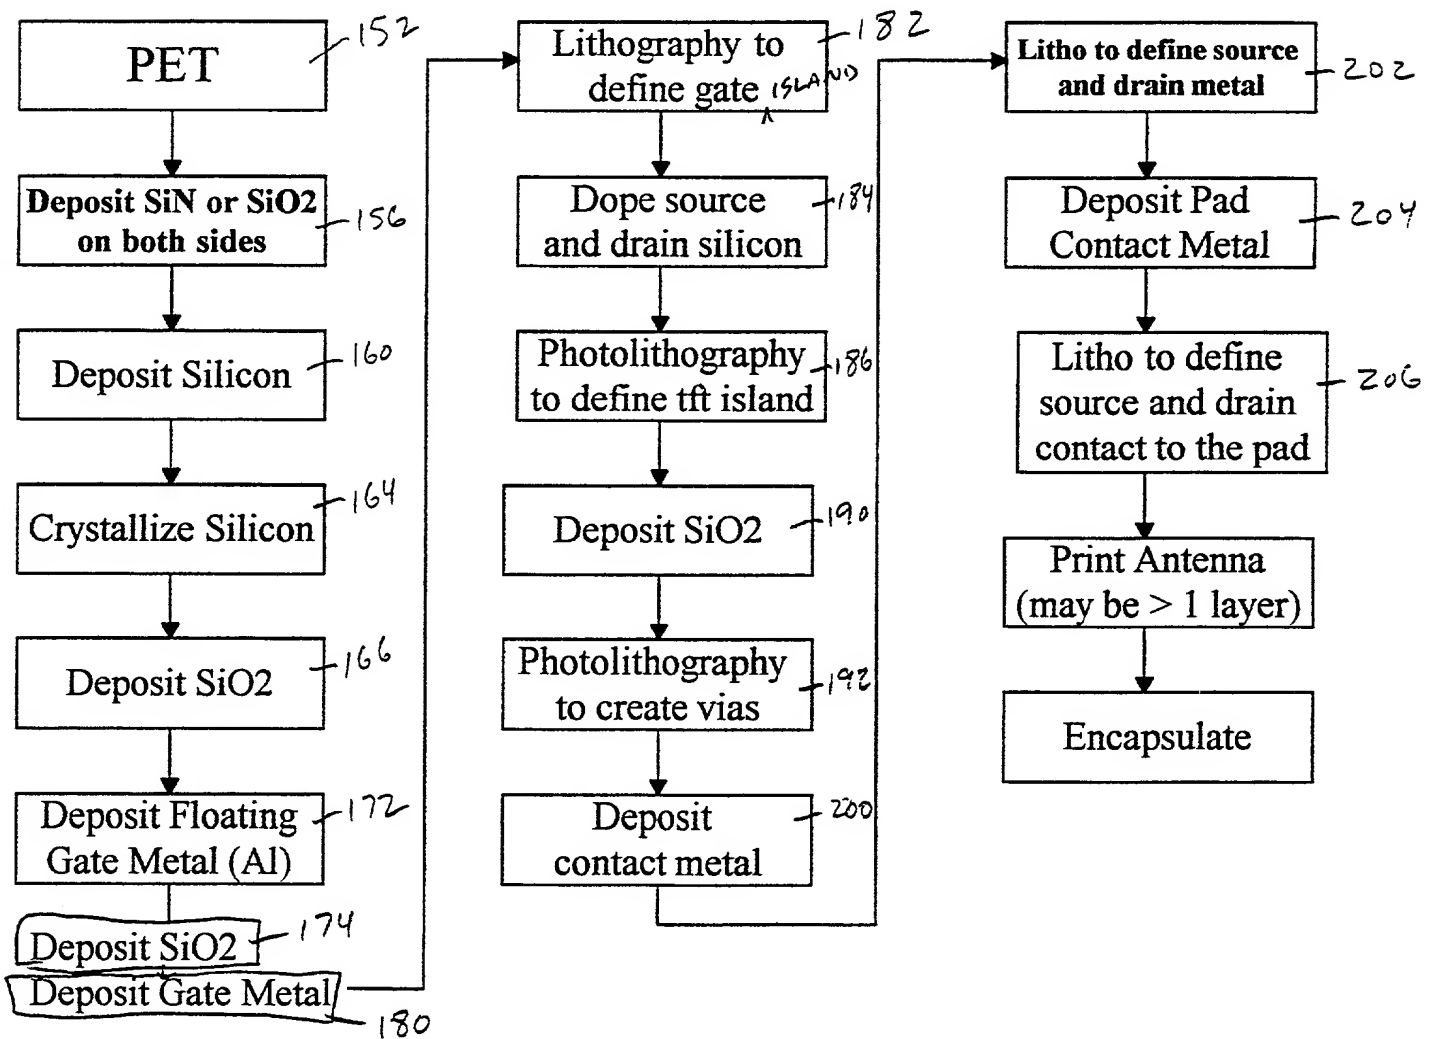 PET
152
Deposit SiN or SiO2
on both sides
156
Deposit Silicon
160
Crystallize Silicon
164
Deposit SiO2
166
Deposit Floating
Gate Metal (Al)
172
Deposit SiO2
174
Deposit Gate Metal
180
Lithography to
define gate ISLAND
182
Dope source
and drain silicon
184
Photolithography
to define tft island
186
Deposit SiO2
190
Photolithography
to create vias
192
Deposit
contact metal
200
Litho to define source
and drain metal
202
Deposit Pad
Contact Metal
204
Litho to define
source and drain
contact to the pad
206
Print Antenna
(may be > 1 layer)
Encapsulate